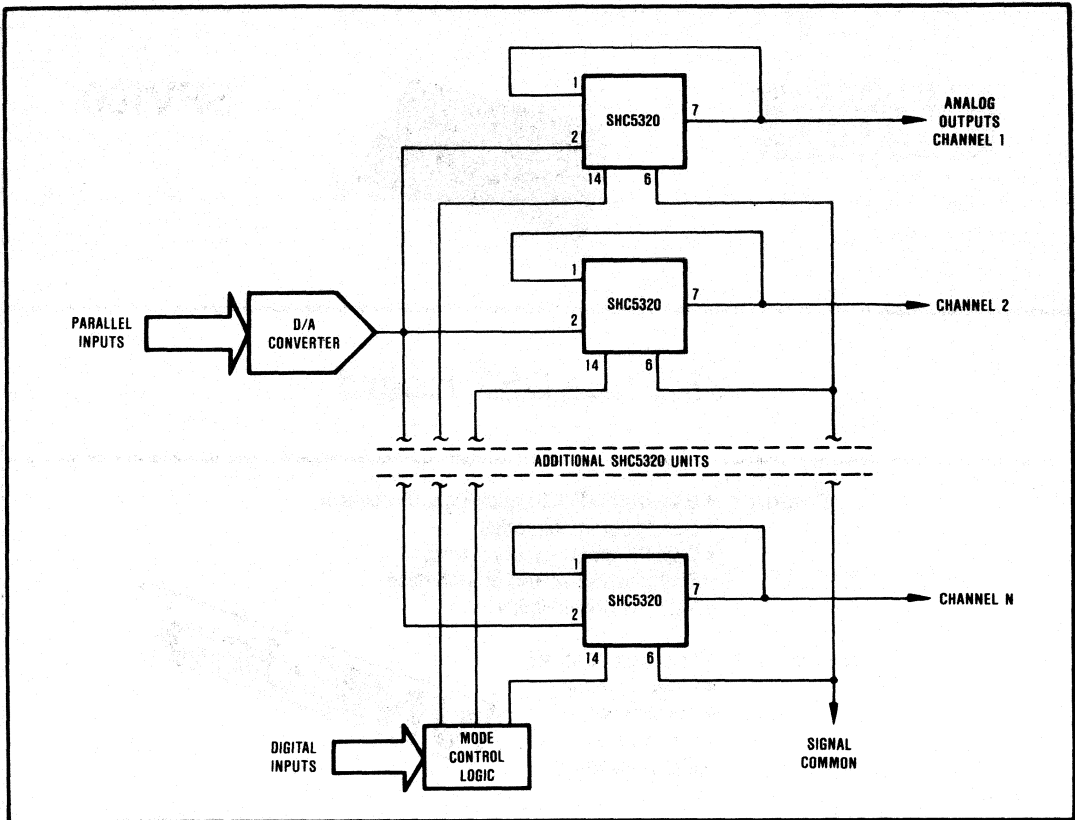 1
SHC5320
7
2
14
6
ANALOG
OUTPUTS
CHANNEL 1
1
SHC5320
7
2
14
6
CHANNEL 2
PARALLEL
INPUTS
D/A
CONVERTER
ADDITIONAL SHC5320 UNITS
1
SHC5320
7
2
14
6
CHANNEL N
DIGITAL
INPUTS
MODE
CONTROL
LOGIC
SIGNAL
COMMON